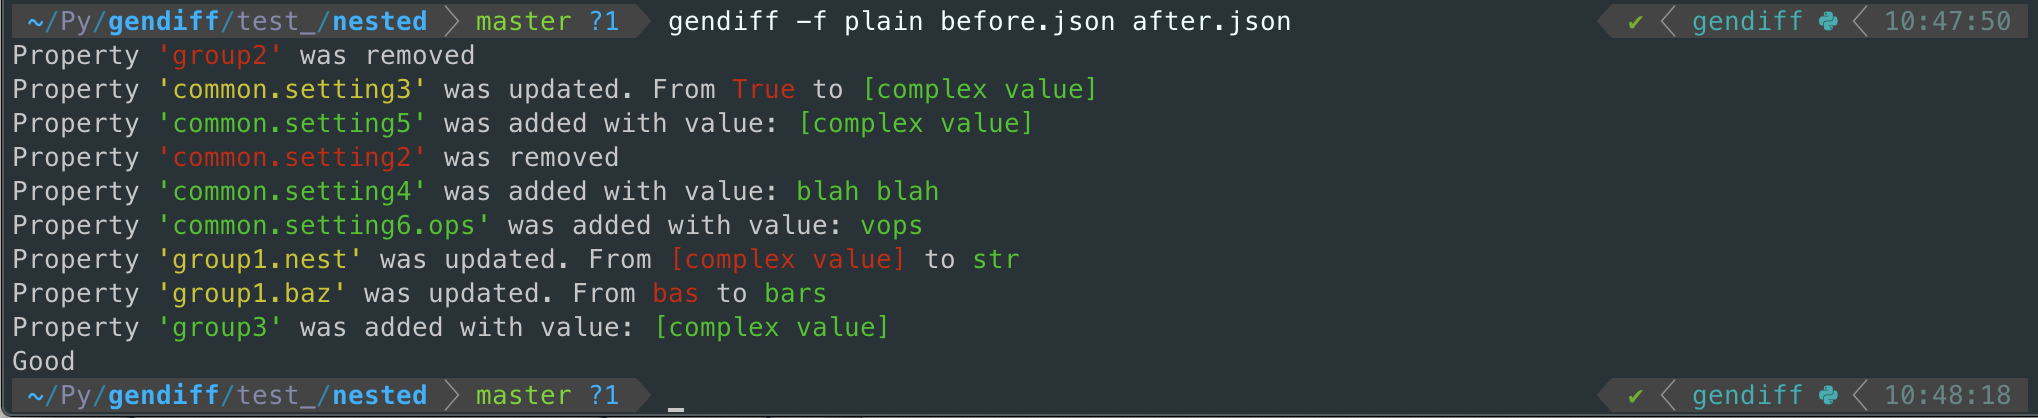 ~/Py/gendiff/test_/nested master ?1 gendiff -f plain before.json after.json ✔ gendiff 10:47:50
Property 'group2' was removed
Property 'common.setting3' was updated. From True to [complex value]
Property 'common.setting5' was added with value: [complex value]
Property 'common.setting2' was removed
Property 'common.setting4' was added with value: blah blah
Property 'common.setting6.ops' was added with value: vops
Property 'group1.nest' was updated. From [complex value] to str
Property 'group1.baz' was updated. From bas to bars
Property 'group3' was added with value: [complex value]
Good
~/Py/gendiff/test_/nested master ?1 _ ✔ gendiff 10:48:18